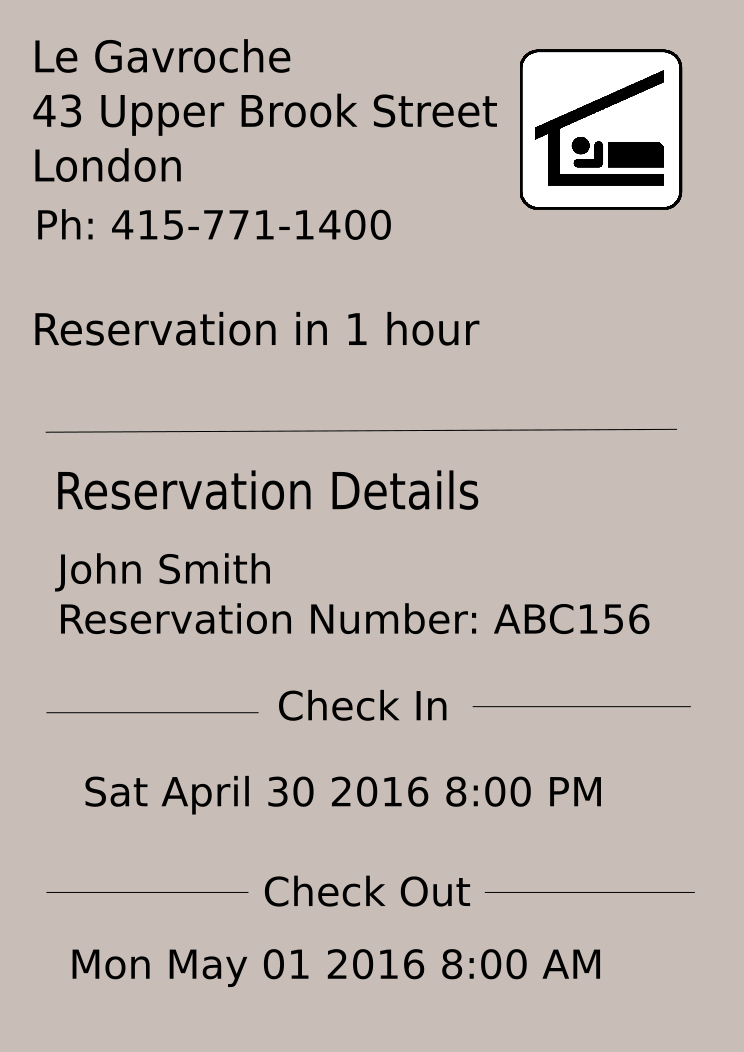 Le Gavroche
43 Upper Brook Street
London
Ph: 415-771-1400
Reservation in 1 hour
Reservation Details
John Smith
Reservation Number: ABC156
Check In
Sat April 30 2016 8:00 PM
Check Out
Mon May 01 2016 8:00 AM